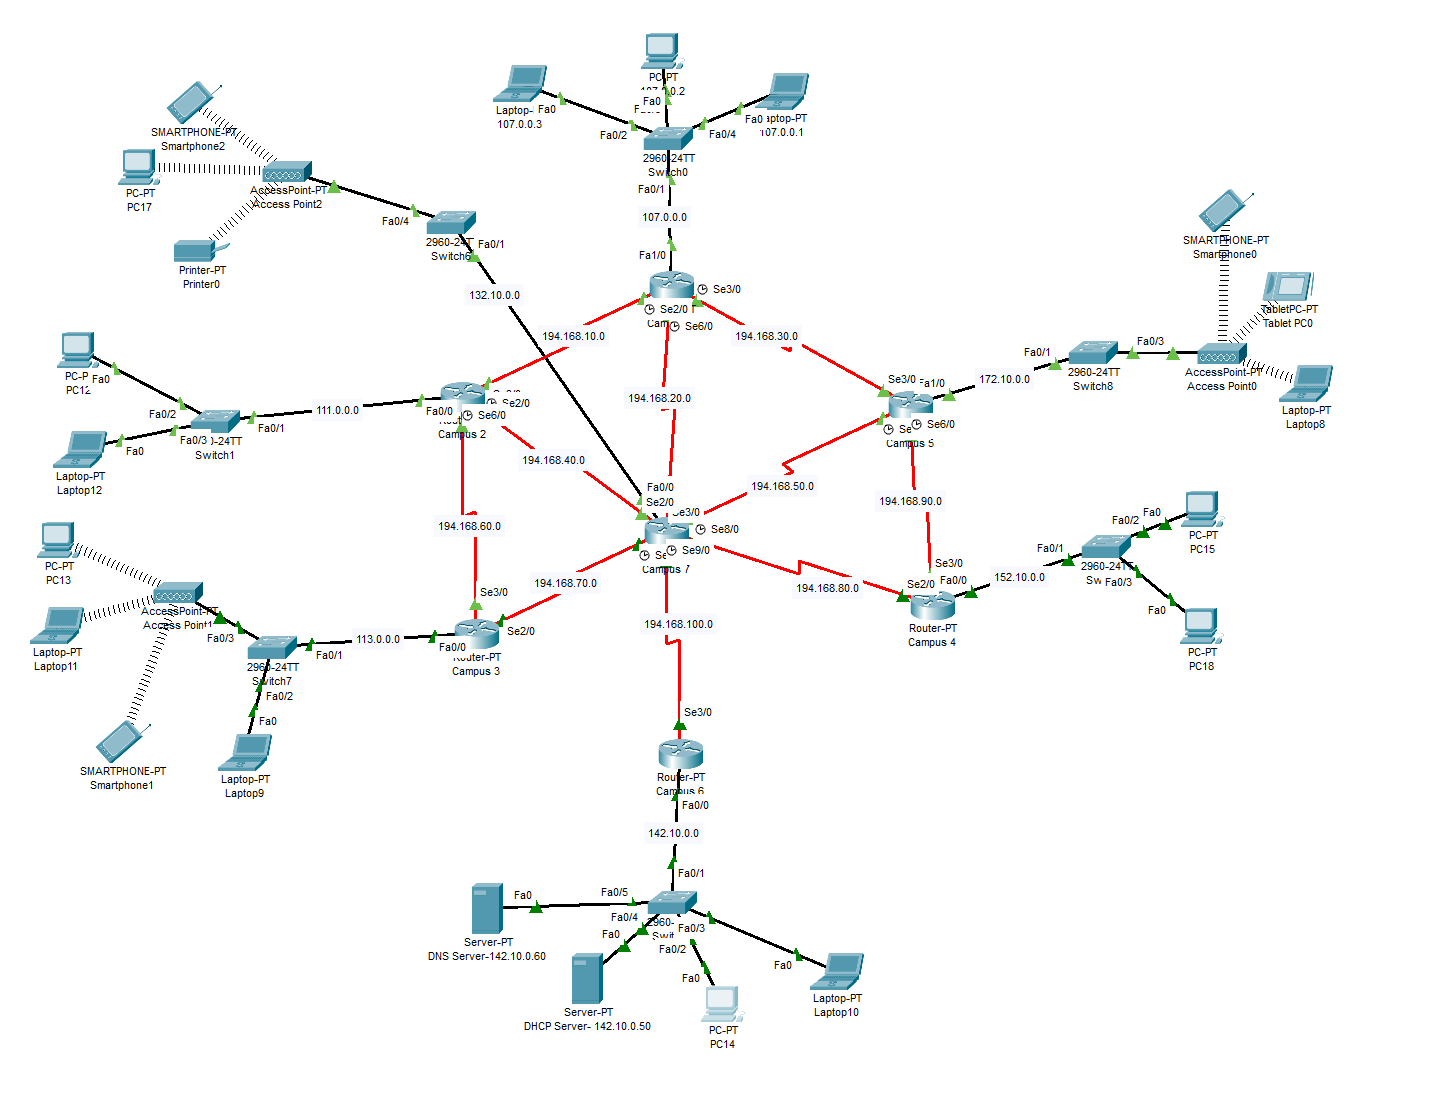 PC-PT
107.0.0.2
Fa0
Laptop-
Fa0
107.0.0.3
Fa0
aptop-PT
107.0.0.1
Fa0/2
Fa0/4
2960-24TT
Switch0
Fa0/1
107.0.0.0
Fa1/0
SMARTPHONE-PT
Smartphone2
PC-PT
PC17
AccessPoint-PT
Access Point2
Printer-PT
Printer0
Fa0/4
2960-24TT
Switch6
Fa0/1
132.10.0.0
Se3/0
Se2/0
Se6/0
194.168.10.0
194.168.30.0
194.168.20.0
SMARTPHONE-PT
Smartphone0
TabletPC-PT
Tablet PC0
Fa0/1
Fa0/3
2960-24TT
Switch8
AccessPoint-PT
Access Point0
Laptop-PT
Laptop8
172.10.0.0
Se3/0
Fa1/0
Se6/0
Campus 5
PC12
Fa0
Fa0/2
Fa0/3
Fa0/1
-24TT
Switch1
Fa0
Laptop-PT
Laptop12
111.0.0.0
Fa0/0
Se2/0
Se6/0
Campus 2
194.168.40.0
194.168.50.0
194.168.90.0
194.168.60.0
Fa0/0
Se2/0
Se3/0
Se8/0
Se9/0
Campus 7
194.168.70.0
194.168.80.0
194.168.100.0
PC-PT
PC13
AccessPoint-PT
Access Point1
Laptop-PT
Laptop11
Fa0/3
2960-24TT
Switch7
Fa0/1
Fa0/2
Fa0
SMARTPHONE-PT
Smartphone1
Laptop-PT
Laptop9
113.0.0.0
Fa0/0
Se3/0
Se2/0
Router-PT
Campus 3
Se3/0
Se2/0
Fa0/0
Router-PT
Campus 4
152.10.0.0
Fa0/1
Fa0/2
Fa0
2960-24TT
Fa0/3
Fa0
PC-PT
PC15
PC-PT
PC18
Se3/0
Router-PT
Campus 6
Fa0/0
142.10.0.0
Fa0/1
Fa0
Fa0/5
Fa0/4
Fa0
Fa0/3
Fa0/2
Fa0
Fa0
Server-PT
DNS Server-142.10.0.60
Server-PT
DHCP Server- 142.10.0.50
PC-PT
PC14
Laptop-PT
Laptop10